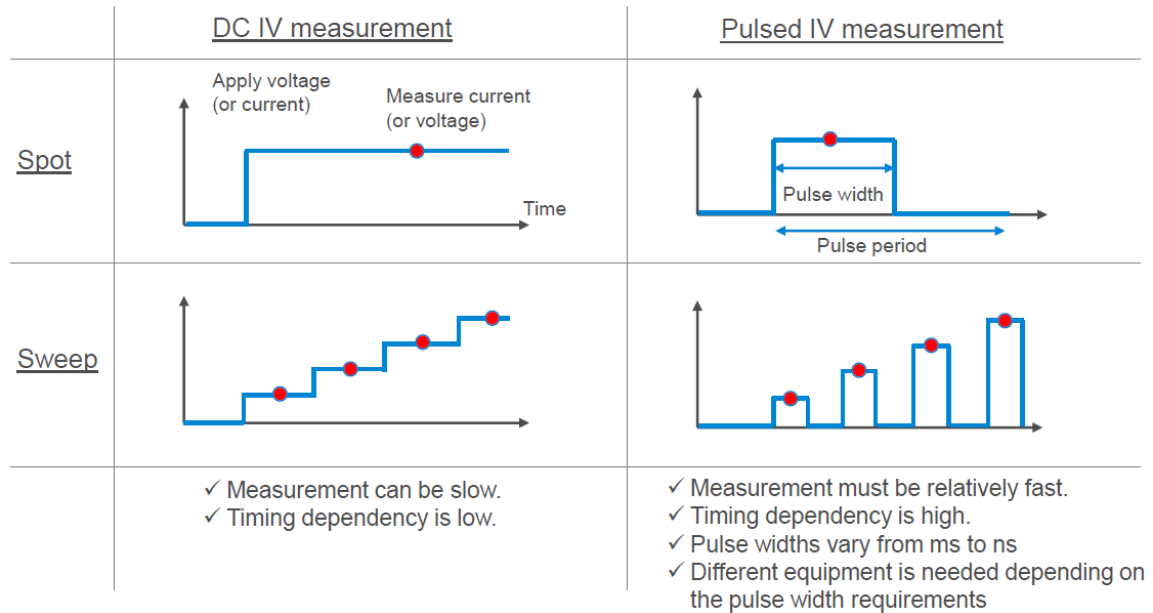 DC IV measurement
Pulsed IV measurement
Spot
Apply voltage
(or current)
Measure current
(or voltage)
Time
Pulse width
Pulse period
Sweep
✓ Measurement can be slow.
✓ Timing dependency is low.
✓ Measurement must be relatively fast.
✓ Timing dependency is high.
✓ Pulse widths vary from ms to ns
✓ Different equipment is needed depending on
the pulse width requirements